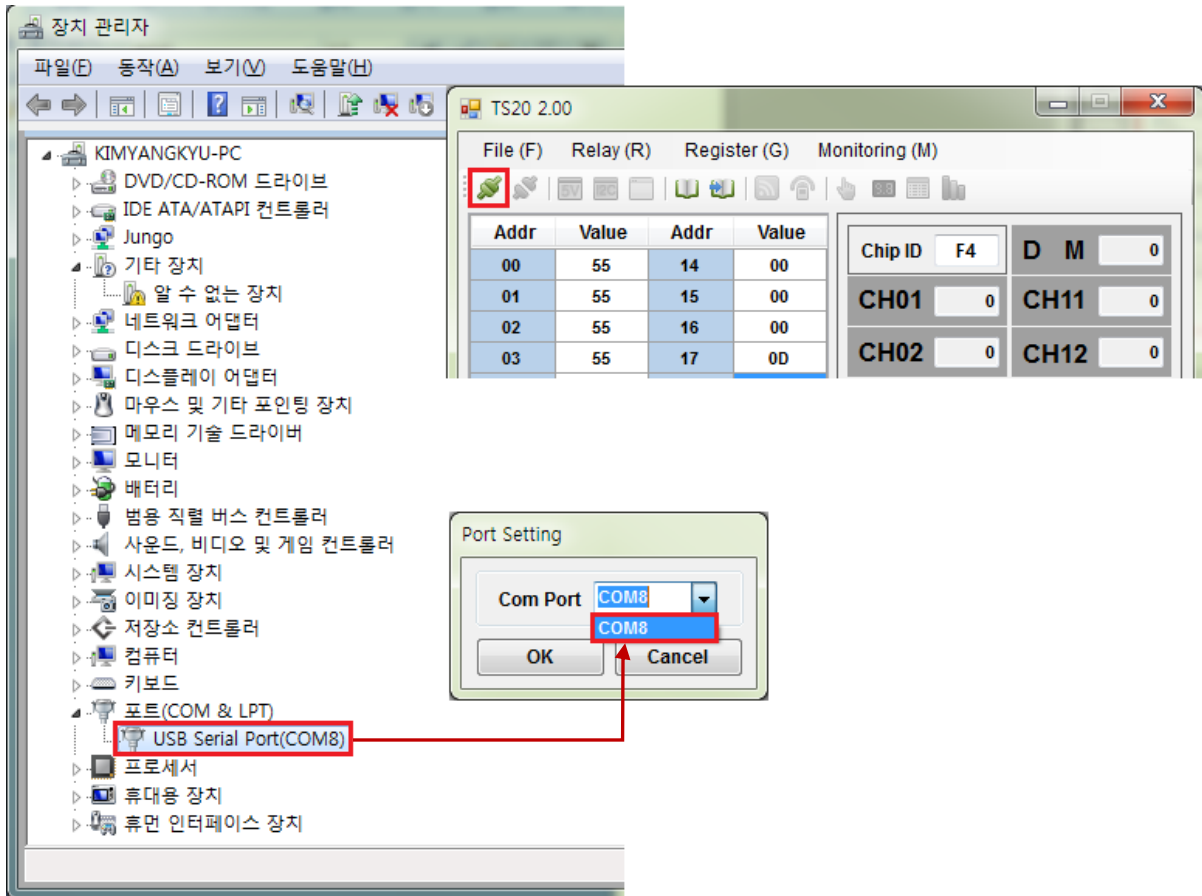 장치 관리자
파일(F) 동작(A) 보기(V) 도움말(H)
KIMYANGKYU-PC
DVD/CD-ROM 드라이브
IDE ATA/ATAPI 컨트롤러
Jungo
기타 장치
알 수 없는 장치
네트워크 어댑터
디스크 드라이브
디스플레이 어댑터
마우스 및 기타 포인팅 장치
메모리 기술 드라이버
모니터
배터리
범용 직렬 버스 컨트롤러
사운드, 비디오 및 게임 컨트롤러
시스템 장치
이미징 장치
저장소 컨트롤러
컴퓨터
키보드
포트(COM & LPT)
USB Serial Port(COM8)
프로세서
휴대용 장치
휴먼 인터페이스 장치
TS20 2.00
File (F) Relay (R) Register (G) Monitoring (M)
5V I2C 9.8
Addr Value Addr Value
00 55 14 00
01 55 15 00
02 55 16 00
03 55 17 0D
Chip ID F4 D M 0
CH01 0 CH11 0
CH02 0 CH12 0
Port Setting
Com Port COM8
COM8
OK Cancel